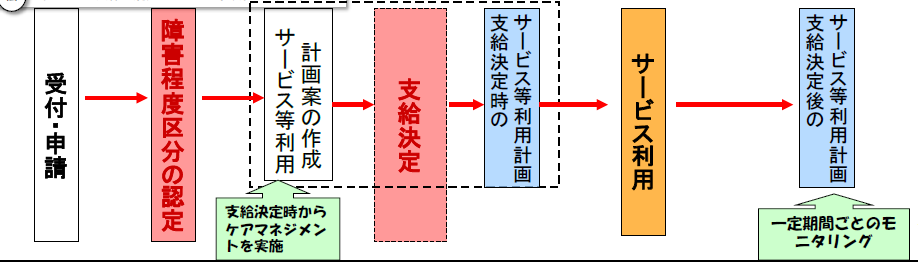 受付・申請
障害程度区分の認定
サービス等利用
計画案の作成
支給決定
支給決定時の
サービス等利用計画
サービス利用
支給決定後の
サービス等利用計画
支給決定時から
ケアマネジメン
トを実施
一定期間ごとのモ
ニタリング